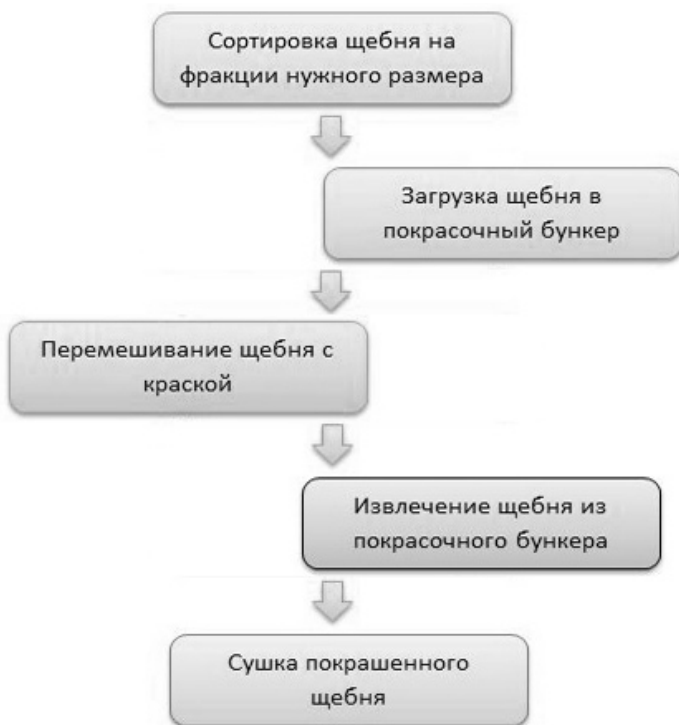 Сортировка щебня на
фракции нужного размера
Загрузка щебня в
покрасочный бункер
Перемешивание щебня с
краской
Извлечение щебня из
покрасочного бункера
Сушка покрашенного
щебня